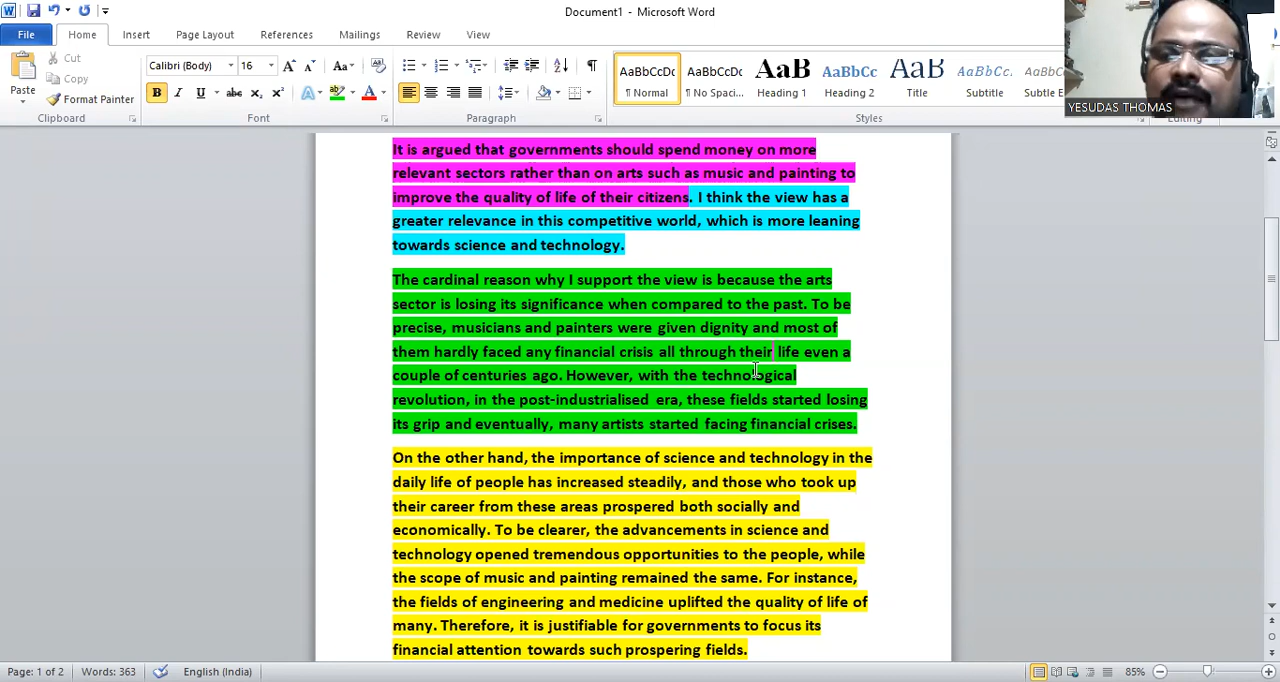 Document1 - Microsoft Word
File Home Insert Page Layout References Mailings Review View
Cut
Copy
Format Painter
Paste
Clipboard
Calibri (Body) 16
Font
Paragraph
AaBbCcDc AaBbCcDc AaB AaBbCc AaB AaBbCc. AaBbCc
¶ Normal ¶ No Spaci... Heading 1 Heading 2 Title Subtitle Subtle E
Styles
YESUDAS THOMAS
It is argued that governments should spend money on more
relevant sectors rather than on arts such as music and painting to
improve the quality of life of their citizens. I think the view has a
greater relevance in this competitive world, which is more leaning
towards science and technology.
The cardinal reason why I support the view is because the arts
sector is losing its significance when compared to the past. To be
precise, musicians and painters were given dignity and most of
them hardly faced any financial crisis all through their life even a
couple of centuries ago. However, with the technological
revolution, in the post-industrialised era, these fields started losing
its grip and eventually, many artists started facing financial crises.
On the other hand, the importance of science and technology in the
daily life of people has increased steadily, and those who took up
their career from these areas prospered both socially and
economically. To be clearer, the advancements in science and
technology opened tremendous opportunities to the people, while
the scope of music and painting remained the same. For instance,
the fields of engineering and medicine uplifted the quality of life of
many. Therefore, it is justifiable for governments to focus its
financial attention towards such prospering fields.
Page: 1 of 2 Words: 363 English (India) 85%